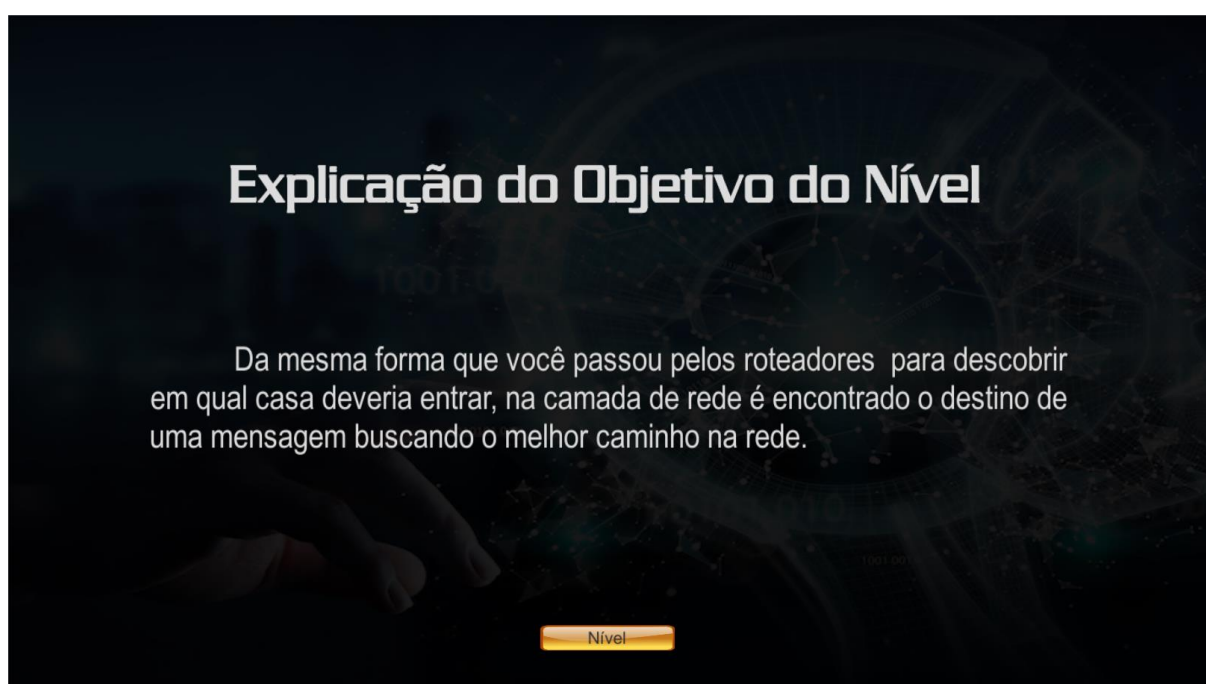 Explicação do Objetivo do Nível
Da mesma forma que você passou pelos roteadores para descobrir
em qual casa deveria entrar, na camada de rede é encontrado o destino de
uma mensagem buscando o melhor caminho na rede.
Nível